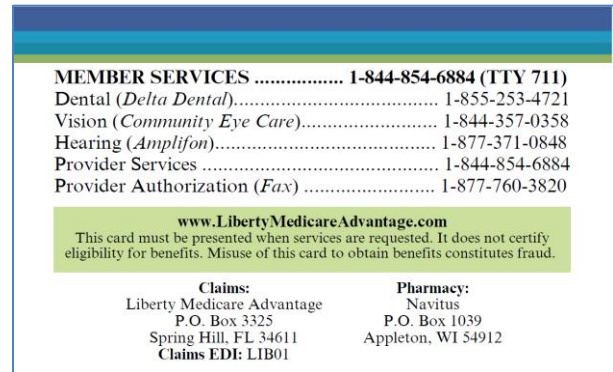 MEMBER SERVICES ................. 1-844-854-6884 (TTY 711)
Dental (Delta Dental)...................................... 1-855-253-4721
Vision (Community Eye Care)......................... 1-844-357-0358
Hearing (Amplifon)......................................... 1-877-371-0848
Provider Services ............................................ 1-844-854-6884
Provider Authorization (Fax) ........................ 1-877-760-3820
www.LibertyMedicareAdvantage.com
This card must be presented when services are requested. It does not certify
eligibility for benefits. Misuse of this card to obtain benefits constitutes fraud.
Claims:
Liberty Medicare Advantage
P.O. Box 3325
Spring Hill, FL 34611
Claims EDI: LIB01
Pharmacy:
Navitus
P.O. Box 1039
Appleton, WI 54912